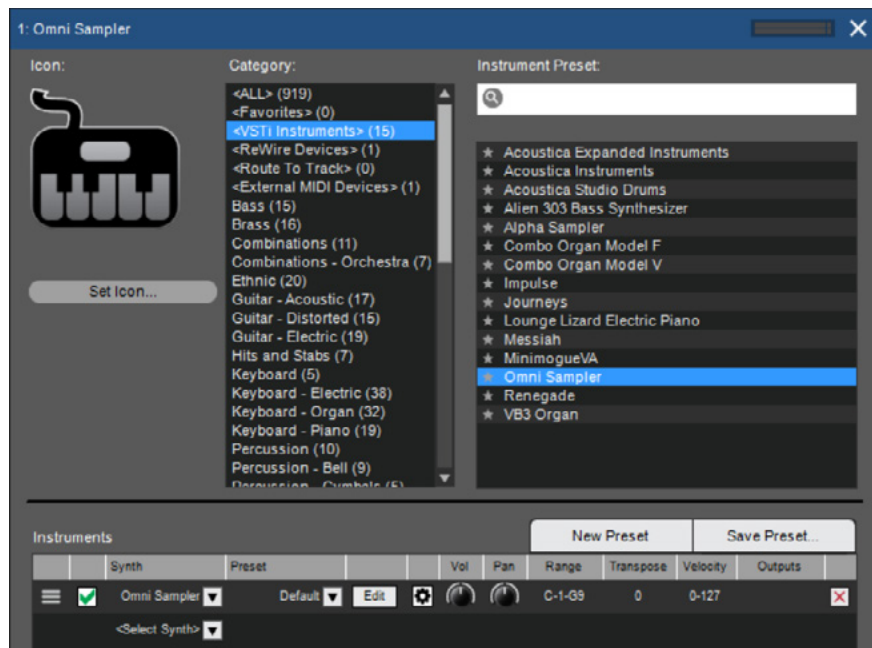 1: Omni Sampler
Icon:
Category:
Instrument Preset:
<ALL> (919)
<Favorites> (0)
<VSTi Instruments> (15)
<ReWire Devices> (1)
<Route To Track> (0)
<External MIDI Devices> (1)
Bass (15)
Brass (16)
Combinations (11)
Combinations - Orchestra (7)
Ethnic (20)
Guitar - Acoustic (17)
Guitar - Distorted (15)
Guitar - Electric (19)
Hits and Stabs (7)
Keyboard (5)
Keyboard - Electric (38)
Keyboard - Organ (32)
Keyboard - Piano (19)
Percussion (10)
Percussion - Bell (9)
Percussion - Cymbals (5)
Set Icon...
Acoustica Expanded Instruments
Acoustica Instruments
Acoustica Studio Drums
Alien 303 Bass Synthesizer
Alpha Sampler
Combo Organ Model F
Combo Organ Model V
Impulse
Journeys
Lounge Lizard Electric Piano
Messiah
MinimogueVA
Omni Sampler
Renegade
VB3 Organ
Instruments
New Preset
Save Preset...
Synth Preset Vol Pan Range Transpose Velocity Outputs
Omni Sampler Default Edit C-1-G9 0 0-127
<Select Synth>